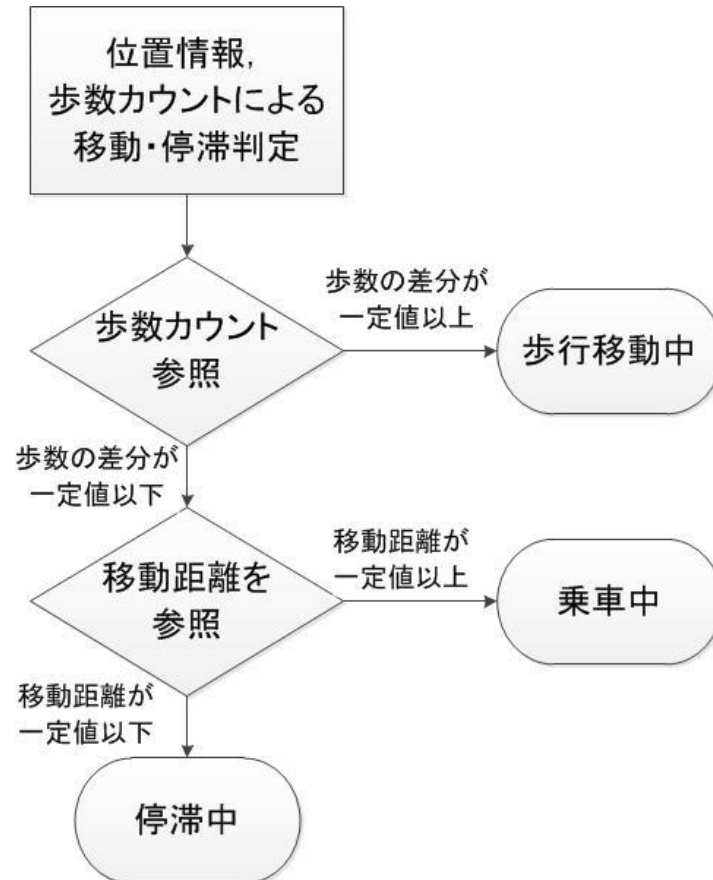 位置情報,
歩数カウントによる
移動・停滞判定
歩数カウント
参照
歩数の差分が
一定値以上
歩行移動中
歩数の差分が
一定値以下
移動距離を
参照
移動距離が
一定値以上
乗車中
移動距離が
一定値以下
停滞中